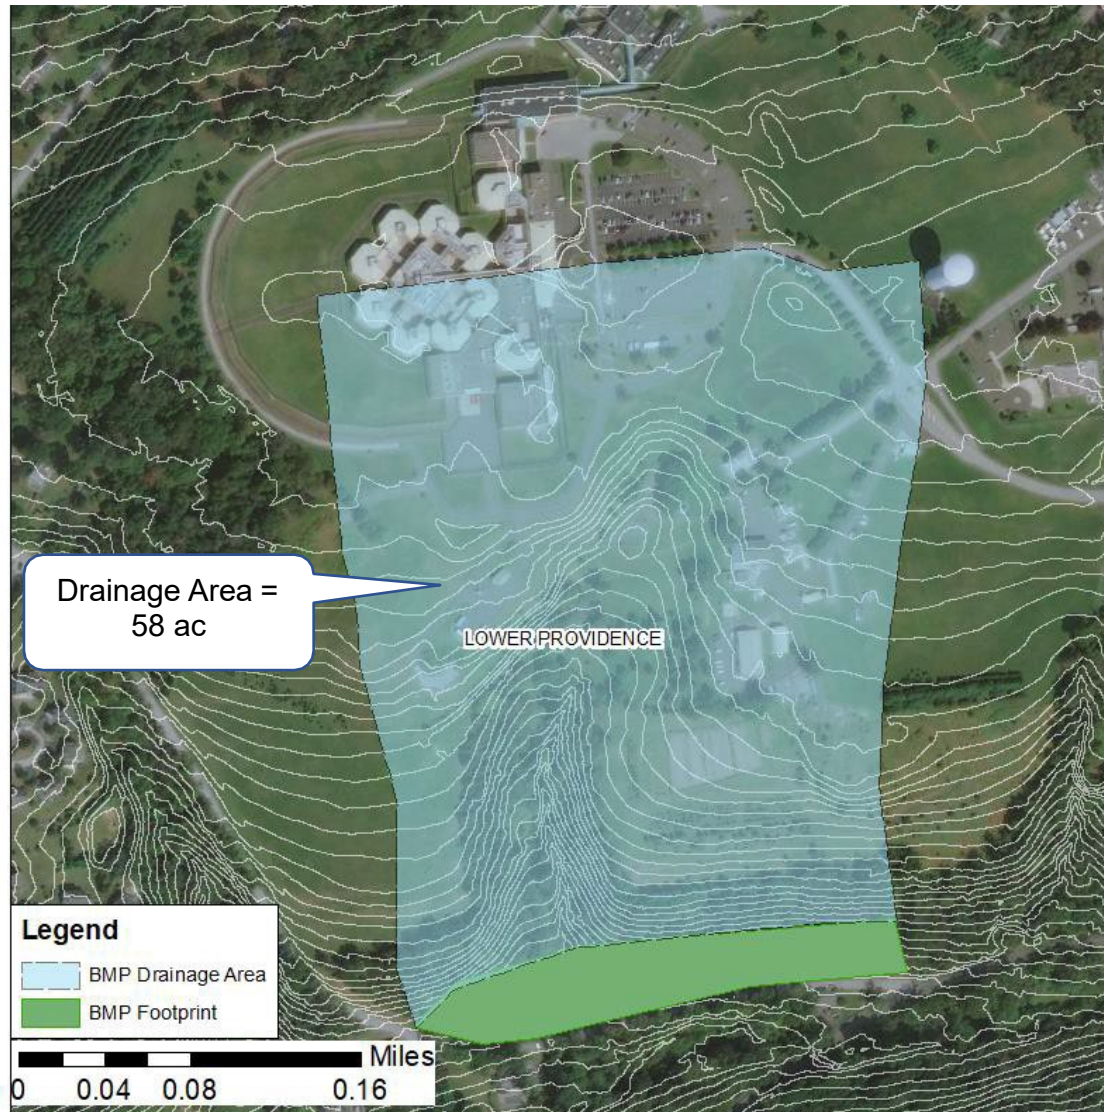 Drainage Area =
58 ac
LOWER PROVIDENCE
Legend
BMP Drainage Area
BMP Footprint
Miles
0 0.04 0.08 0.16